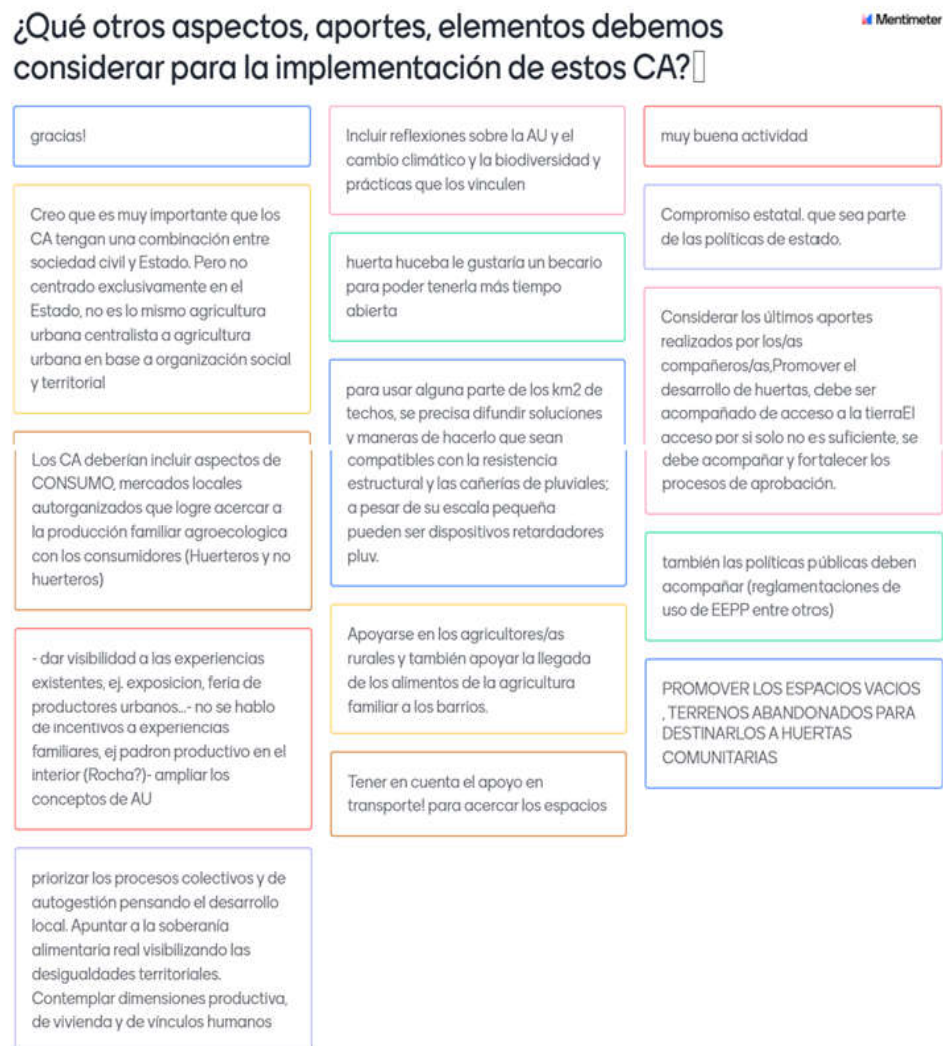 ¿Qué otros aspectos, aportes, elementos debemos
considerar para la implementación de estos CA?
Mentimeter
gracias!
Creo que es muy importante que los
CA tengan una combinación entre
sociedad civil y Estado. Pero no
centrado exclusivamente en el
Estado, no es lo mismo agricultura
urbana centralista a agricultura
urbana en base a organización social
y territorial
Los CA deberían incluir aspectos de
CONSUMO, mercados locales
autorganizados que logre acercar a
la producción familiar agroecologica
con los consumidores (Huerteros y no
huerteros)
- dar visibilidad a las experiencias
existentes, ej. exposicion, feria de
productores urbanos...- no se hablo
de incentivos a experiencias
familiares, ej padron productivo en el
interior (Rocha?)- ampliar los
conceptos de AU
priorizar los procesos colectivos y de
autogestión pensando el desarrollo
local. Apuntar a la soberanía
alimentaria real visibilizando las
desigualdades territoriales.
Contemplar dimensiones productiva,
de vivienda y de vínculos humanos
Incluir reflexiones sobre la AU y el
cambio climático y la biodiversidad y
prácticas que los vinculen
huerta huceba le gustaría un becario
para poder tenerla más tiempo
abierta
para usar alguna parte de los km2 de
techos, se precisa difundir soluciones
y maneras de hacerlo que sean
compatibles con la resistencia
estructural y las cañerías de pluviales;
a pesar de su escala pequeña
pueden ser dispositivos retardadores
pluv.
Apoyarse en los agricultores/as
rurales y también apoyar la llegada
de los alimentos de la agricultura
familiar a los barrios.
Tener en cuenta el apoyo en
transporte! para acercar los espacios
muy buena actividad
Compromiso estatal. que sea parte
de las políticas de estado.
Considerar los últimos aportes
realizados por los/as
compañeros/as,Promover el
desarrollo de huertas, debe ser
acompañado de acceso a la tierraEl
acceso por si solo no es suficiente, se
debe acompañar y fortalecer los
procesos de aprobación.
también las políticas públicas deben
acompañar (reglamentaciones de
uso de EEPP entre otros)
PROMOVER LOS ESPACIOS VACIOS
, TERRENOS ABANDONADOS PARA
DESTINARLOS A HUERTAS
COMUNITARIAS